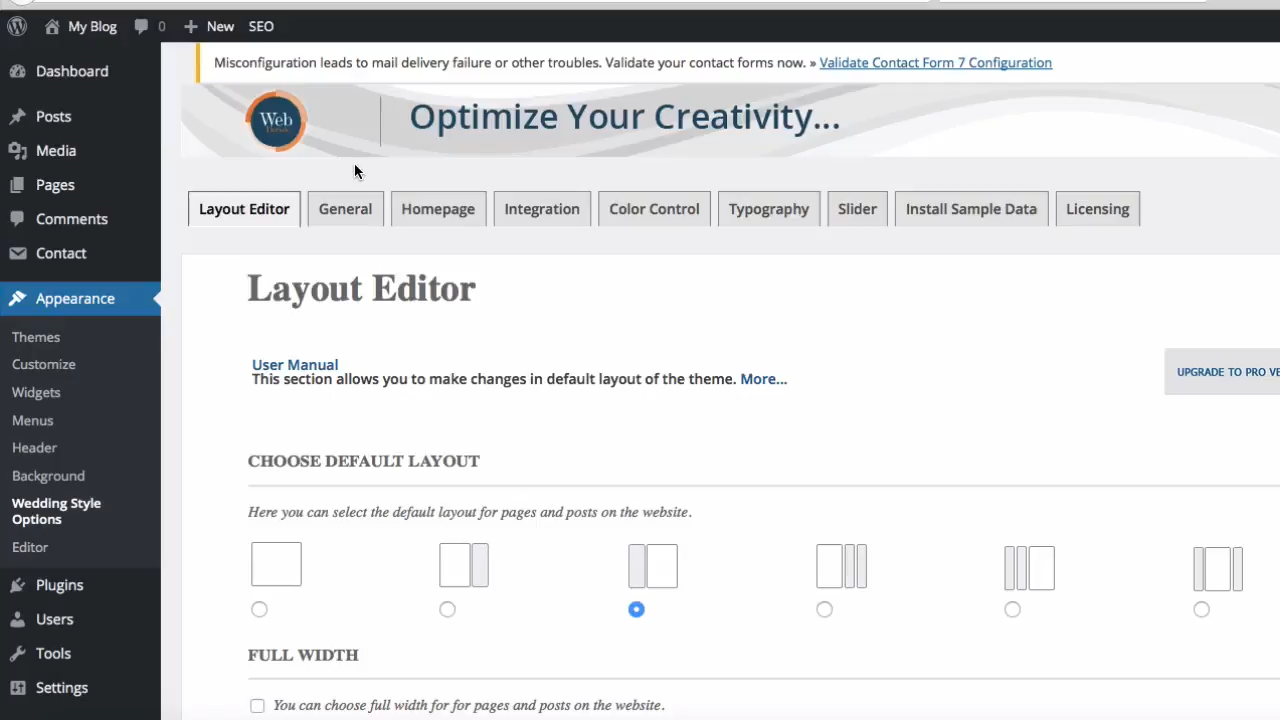 My Blog 0 New SEO
Dashboard
Posts
Media
Pages
Comments
Contact
Appearance
Themes
Customize
Widgets
Menus
Header
Background
Wedding Style
Options
Editor
Plugins
Users
Tools
Settings
Misconfiguration leads to mail delivery failure or other troubles. Validate your contact forms now. » Validate Contact Form 7 Configuration
Web
Optimize Your Creativity...
Layout Editor General Homepage Integration Color Control Typography Slider Install Sample Data Licensing
Layout Editor
User Manual
This section allows you to make changes in default layout of the theme. More...
UPGRADE TO PRO VE
CHOOSE DEFAULT LAYOUT
Here you can select the default layout for pages and posts on the website.
FULL WIDTH
You can choose full width for for pages and posts on the website.